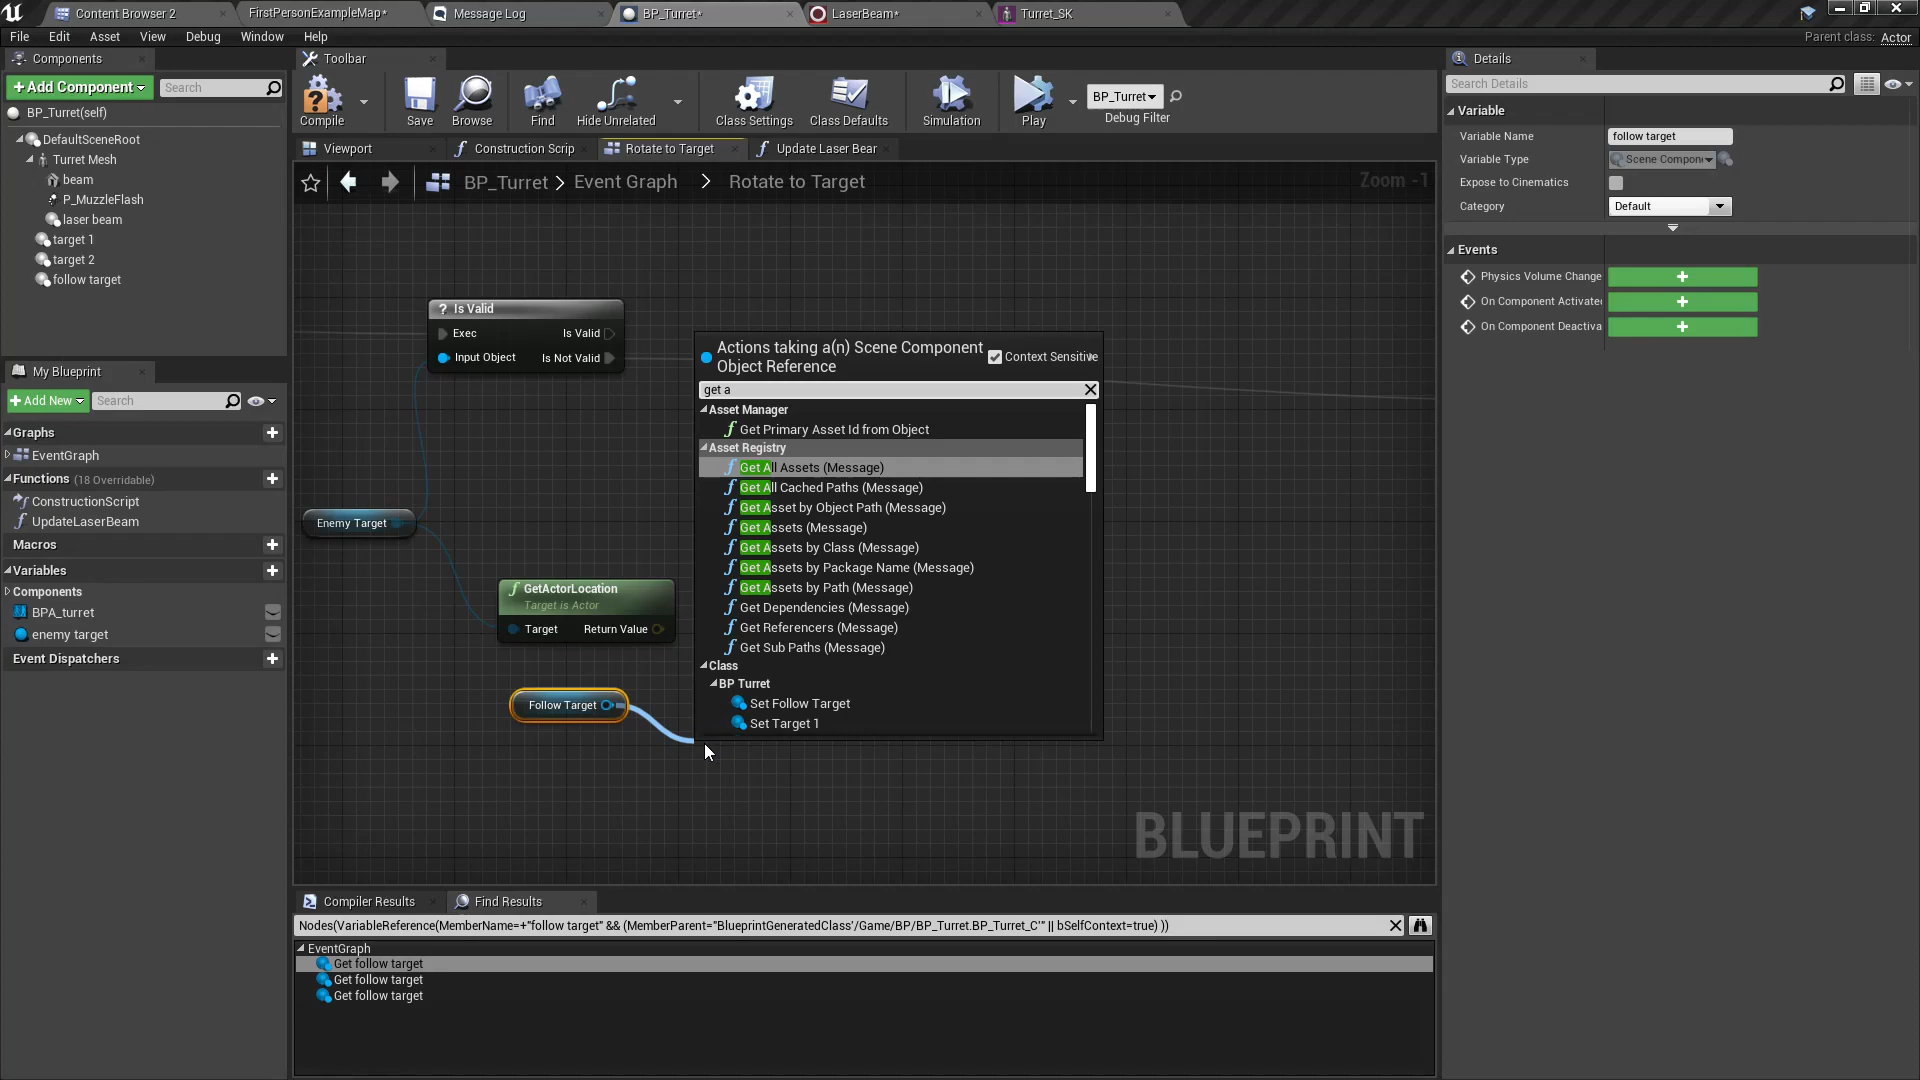 Content Browser 2
FirstPersonExampleMap*
Message Log
BP_Turret*
LaserBeam*
Turret_SK
File Edit Asset View Debug Window Help
Parent class: Actor
Components
Toolbar
Details
Add Component
Search
Search Details
BP_Turret(self)
Compile
Save
Browse
Find
Hide Unrelated
Class Settings
Class Defaults
Simulation
Play
BP_Turret
Debug Filter
DefaultSceneRoot
Turret Mesh
beam
P_MuzzleFlash
laser beam
target 1
target 2
follow target
Viewport
Construction Scrip
Rotate to Target
Update Laser Bear
BP_Turret
Event Graph
Rotate to Target
Zoom -1
Variable
Variable Name follow target
Variable Type Scene Compon
Expose to Cinematics
Category Default
Events
Physics Volume Change
On Component Activate
On Component Deactiva
? Is Valid
Exec Is Valid
Input Object Is Not Valid
Actions taking a(n) Scene Component
Object Reference
Context Sensitive
get a
Asset Manager
Get Primary Asset Id from Object
Asset Registry
Get All Assets (Message)
Get All Cached Paths (Message)
Get Asset by Object Path (Message)
Get Assets (Message)
Get Assets by Class (Message)
Get Assets by Package Name (Message)
Get Assets by Path (Message)
Get Dependencies (Message)
Get Referencers (Message)
Get Sub Paths (Message)
Class
BP Turret
Set Follow Target
Set Target 1
My Blueprint
Add New
Search
Graphs
EventGraph
Functions (18 Overridable)
ConstructionScript
UpdateLaserBeam
Macros
Variables
Components
BPA_turret
enemy target
Event Dispatchers
Enemy Target
GetActorLocation
Target is Actor
Target Return Value
Follow Target
BLUEPRINT
Compiler Results
Find Results
Nodes(VariableReference(MemberName=+"follow target" && (MemberParent="BlueprintGeneratedClass'/Game/BP/BP_Turret.BP_Turret_C'" || bSelfContext=true) ))
EventGraph
Get follow target
Get follow target
Get follow target